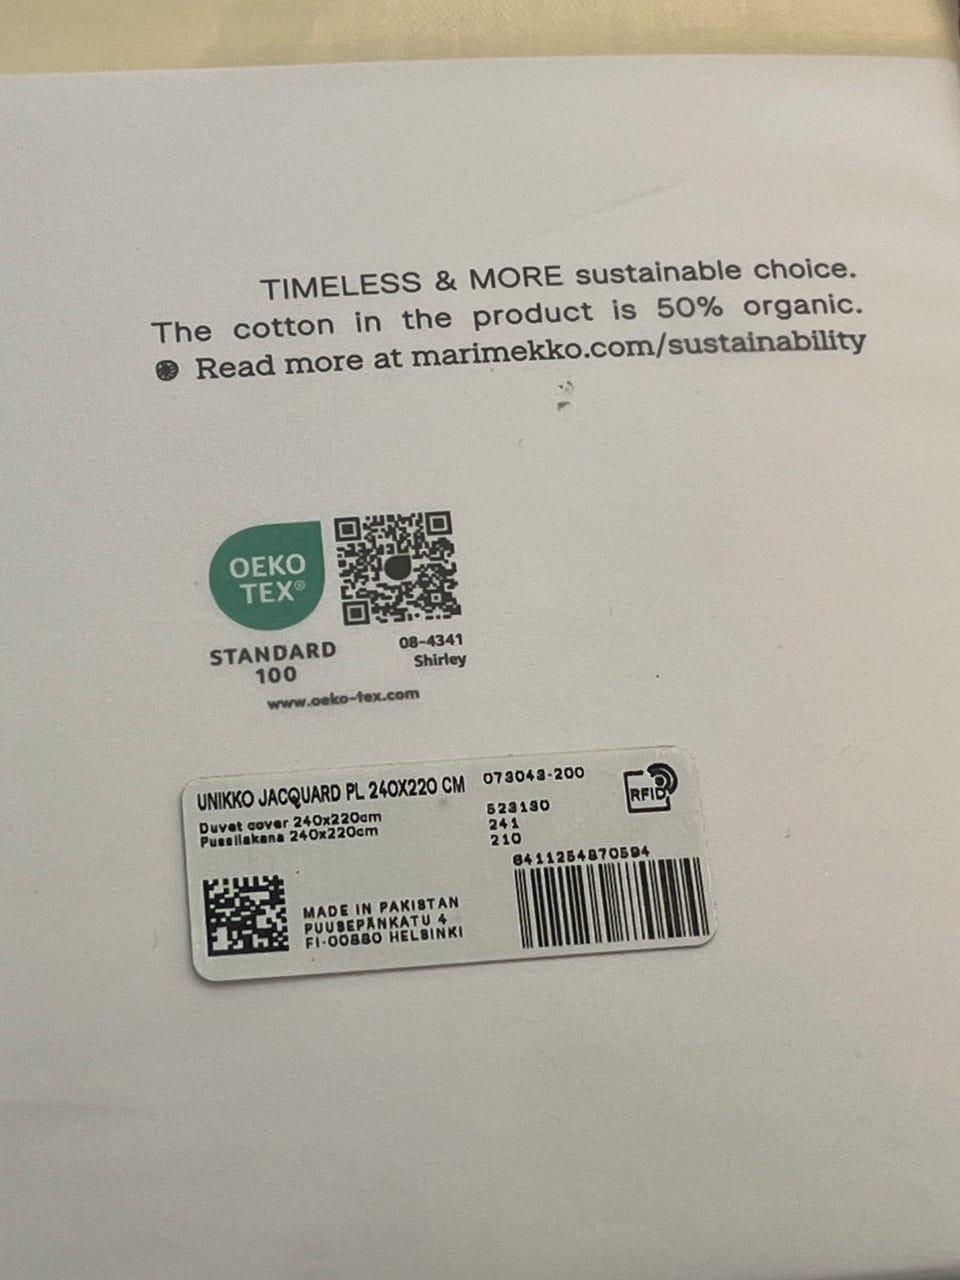 TIMELESS & MORE sustainable choice.
The cotton in the product is 50% organic.
Read more at marimekko.com/sustainability
OEKO
TEX®
STANDARD
100
08-4341
Shirley
www.oeko-tex.com
UNIKKO JACQUARD PL 240X220 CM
073043-200
Duvet cover 240x220cm
Pussilakana 240x220cm
523130
241
210
RFID
6411254870594
MADE IN PAKISTAN
PUUSEPÄNKATU 4
FI-00880 HELSINKI